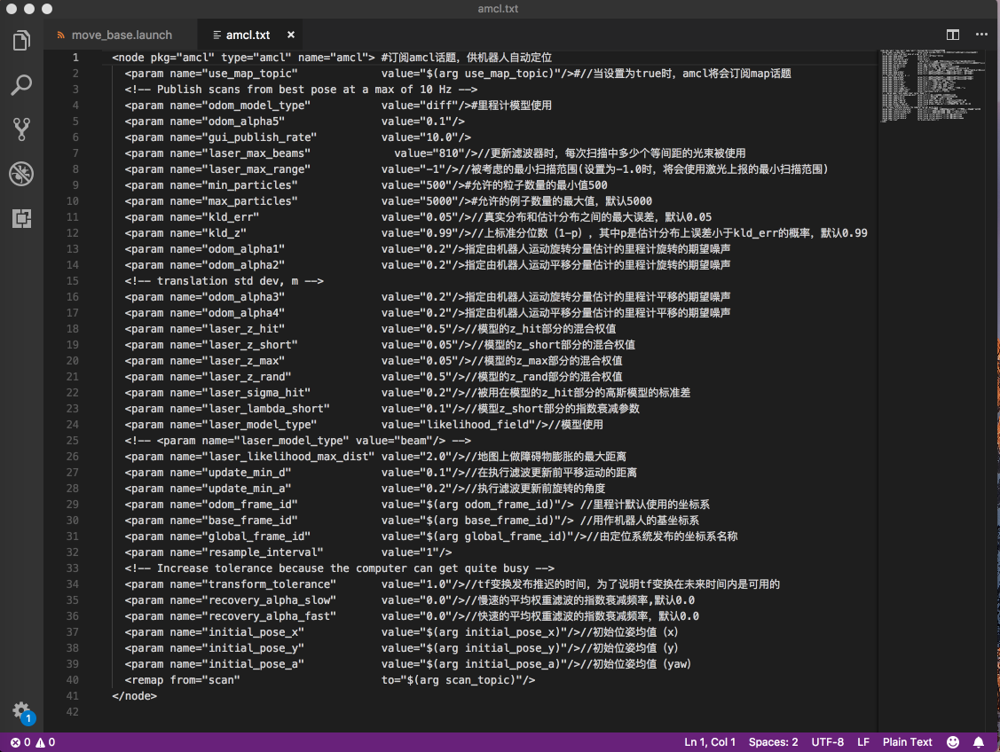 amcl.txt
move_base.launch
amcl.txt ×
1 <node pkg="amcl" type="amcl" name="amcl"> #订阅amcl话题，供机器人自动定位
2 <param name="use_map_topic" value="$(arg use_map_topic)"/>#//当设置为true时，amcl将会订阅map话题
3 <!-- Publish scans from best pose at a max of 10 Hz -->
4 <param name="odom_model_type" value="diff"/>#里程计模型使用
5 <param name="odom_alpha5" value="0.1"/>
6 <param name="gui_publish_rate" value="10.0"/>
7 <param name="laser_max_beams" value="810"/>//更新滤波器时，每次扫描中多少个等间距的光束被使用
8 <param name="laser_max_range" value="-1"/>//被考虑的最小扫描范围(设置为-1.0时，将会使用激光上报的最小扫描范围)
9 <param name="min_particles" value="500"/>#允许的粒子数量的最小值500
10 <param name="max_particles" value="5000"/>#允许的例子数量的最大值，默认5000
11 <param name="kld_err" value="0.05"/>//真实分布和估计分布之间的最大误差，默认0.05
12 <param name="kld_z" value="0.99"/>//上标准分位数（1-p）,其中p是估计分布上误差小于kld_err的概率，默认0.99
13 <param name="odom_alpha1" value="0.2"/>指定由机器人运动旋转分量估计的里程计旋转的期望噪声
14 <param name="odom_alpha2" value="0.2"/>指定由机器人运动平移分量估计的里程计旋转的期望噪声
15 <!-- translation std dev, m -->
16 <param name="odom_alpha3" value="0.2"/>指定由机器人运动旋转分量估计的里程计平移的期望噪声
17 <param name="odom_alpha4" value="0.2"/>指定由机器人运动平移分量估计的里程计平移的期望噪声
18 <param name="laser_z_hit" value="0.5"/>//模型的z_hit部分的混合权值
19 <param name="laser_z_short" value="0.05"/>//模型的z_short部分的混合权值
20 <param name="laser_z_max" value="0.05"/>//模型的z_max部分的混合权值
21 <param name="laser_z_rand" value="0.5"/>//模型的z_rand部分的混合权值
22 <param name="laser_sigma_hit" value="0.2"/>//被用在模型的z_hit部分的高斯模型的标准差
23 <param name="laser_lambda_short" value="0.1"/>//模型z_short部分的指数衰减参数
24 <param name="laser_model_type" value="likelihood_field"/>//模型使用
25 <!-- <param name="laser_model_type" value="beam"/> -->
26 <param name="laser_likelihood_max_dist" value="2.0"/>//地图上做障碍物膨胀的最大距离
27 <param name="update_min_d" value="0.1"/>//在执行滤波更新前平移运动的距离
28 <param name="update_min_a" value="0.2"/>//执行滤波更新前旋转的角度
29 <param name="odom_frame_id" value="$(arg odom_frame_id)"/> //里程计默认使用的坐标系
30 <param name="base_frame_id" value="$(arg base_frame_id)"/> //用作机器人的基坐标系
31 <param name="global_frame_id" value="$(arg global_frame_id)"/>//由定位系统发布的坐标系名称
32 <param name="resample_interval" value="1"/>
33 <!-- Increase tolerance because the computer can get quite busy -->
34 <param name="transform_tolerance" value="1.0"/>//tf变换发布推迟的时间，为了说明tf变换在未来时间内是可用的
35 <param name="recovery_alpha_slow" value="0.0"/>//慢速的平均权重滤波的指数衰减频率,默认0.0
36 <param name="recovery_alpha_fast" value="0.0"/>//快速的平均权重滤波的指数衰减频率，默认0.0
37 <param name="initial_pose_x" value="$(arg initial_pose_x)"/>//初始位姿均值（x)
38 <param name="initial_pose_y" value="$(arg initial_pose_y)"/>//初始位姿均值（y)
39 <param name="initial_pose_a" value="$(arg initial_pose_a)"/>//初始位姿均值（yaw)
40 <remap from="scan" to="$(arg scan_topic)"/>
41 </node>
42
1
0 0 Ln 1, Col 1 Spaces: 2 UTF-8 LF Plain Text